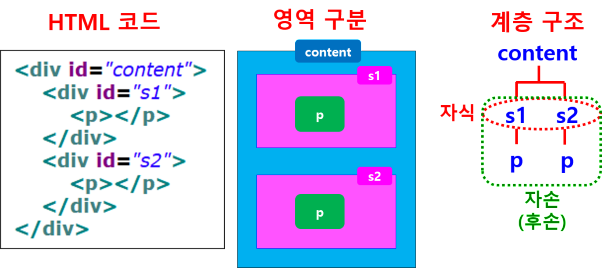 HTML 코드
<div id="content">
<div id="s1">
<p></p>
</div>
<div id="s2">
<p></p>
</div>
</div>
영역 구분
content
s1
p
s2
p
계층 구조
content
자식
s1 s2
p p
자손
(후손)